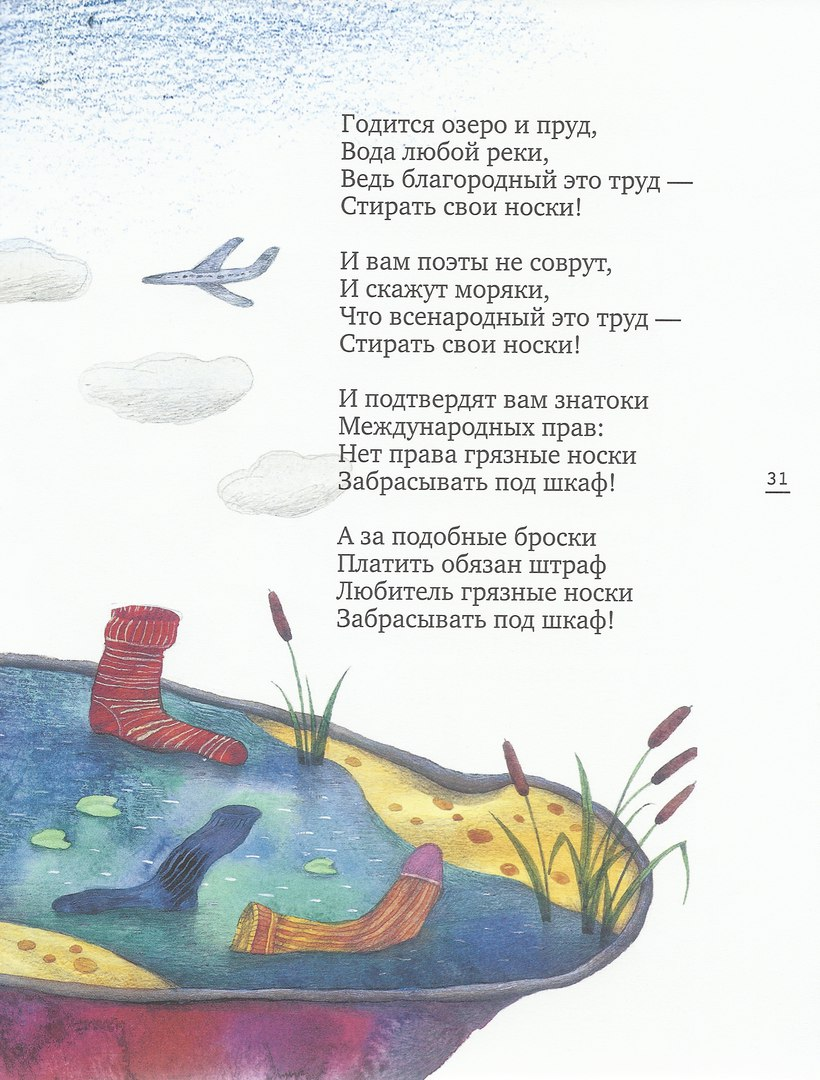 Годится озеро и пруд,
Вода любой реки,
Ведь благородный это труд —
Стирать свои носки!
И вам поэты не соврут,
И скажут моряки,
Что всенародный это труд —
Стирать свои носки!
И подтвердят вам знатоки
Международных прав:
Нет права грязные носки
Забрасывать под шкаф!
31
А за подобные броски
Платить обязан штраф
Любитель грязные носки
Забрасывать под шкаф!